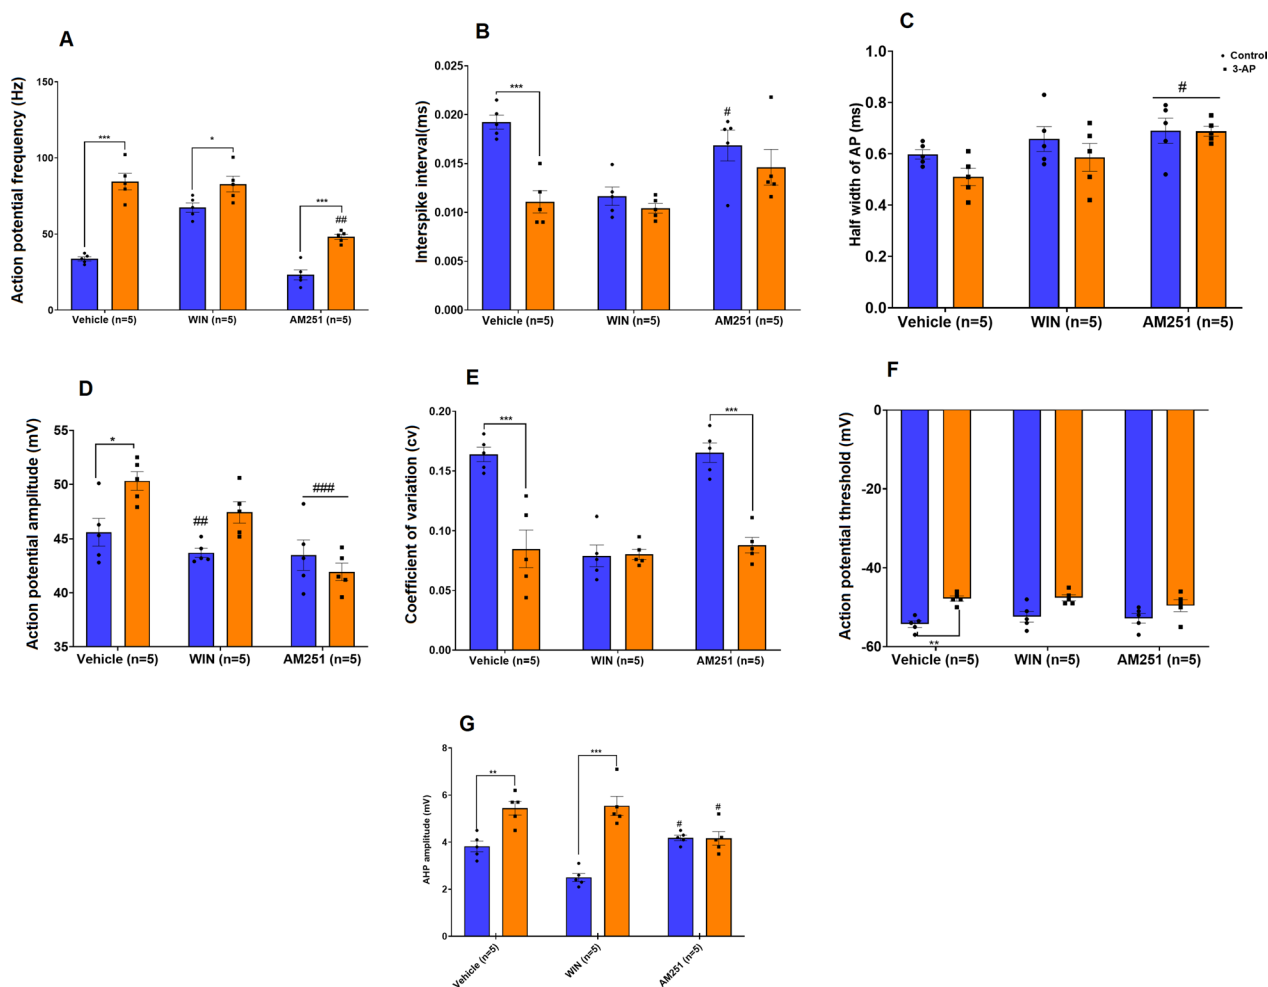 A
Action potential frequency (Hz)
150
100
50
0
***
*
***
##
Vehicle (n=5)
WIN (n=5)
AM251 (n=5)
B
Interspike interval(ms)
0.025
0.020
0.015
0.010
0.005
0.000
***
#
Vehicle (n=5)
WIN (n=5)
AM251 (n=5)
C
Half width of AP (ms)
1.0
0.8
0.6
0.4
0.2
0.0
#
Control
3-AP
Vehicle (n=5)
WIN (n=5)
AM251 (n=5)
D
Action potential amplitude (mV)
55
50
45
40
35
*
##
###
Vehicle (n=5)
WIN (n=5)
AM251 (n=5)
E
Coefficient of variation (cv)
0.20
0.15
0.10
0.05
0.00
***
***
Vehicle (n=5)
WIN (n=5)
AM251 (n=5)
F
Action potential threshold (mV)
-0
-20
-40
-60
**
Vehicle (n=5)
WIN (n=5)
AM251 (n=5)
G
AHP amplitude (mV)
8
6
4
2
0
**
***
#
#
Vehicle (n=5)
WIN (n=5)
AM251 (n=5)